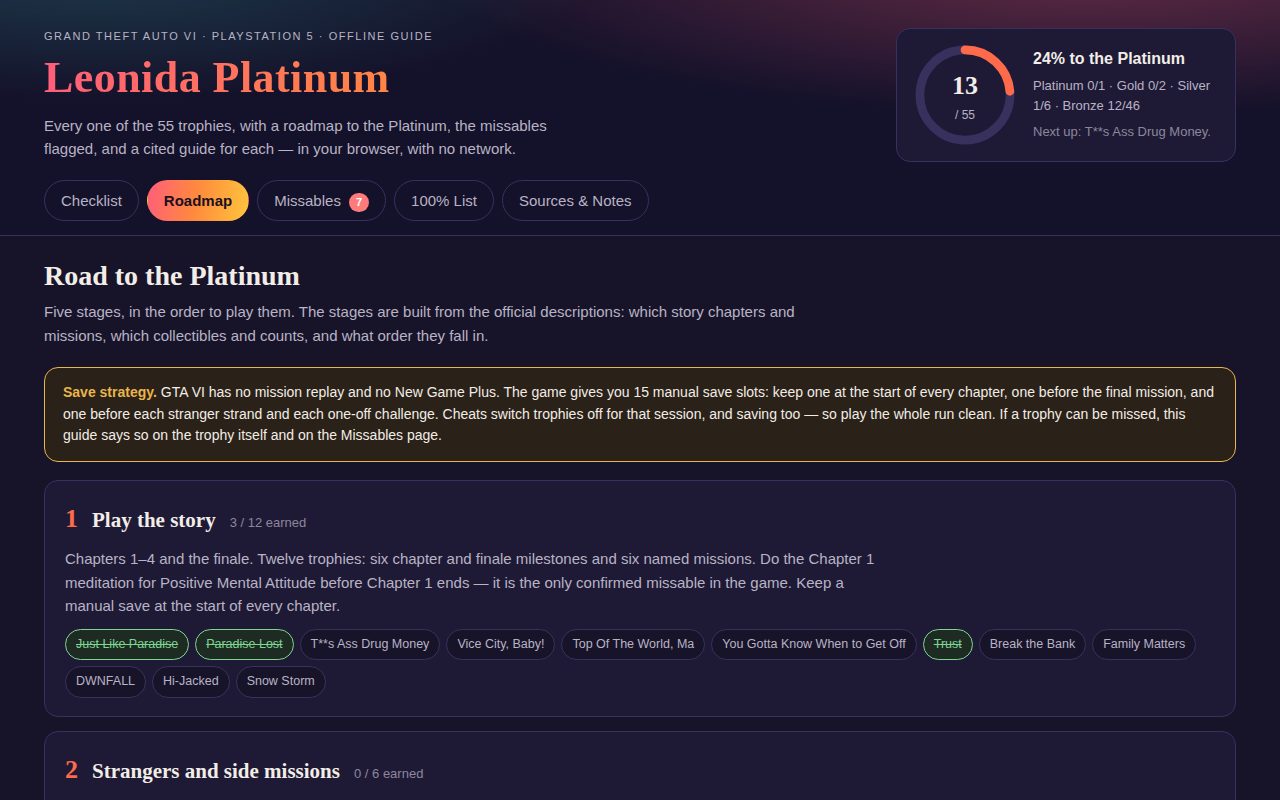 GRAND THEFT AUTO VI · PLAYSTATION 5 · OFFLINE GUIDE
Leonida Platinum
Every one of the 55 trophies, with a roadmap to the Platinum, the missables
flagged, and a cited guide for each — in your browser, with no network.
13
/ 55
24% to the Platinum
Platinum 0/1 · Gold 0/2 · Silver
1/6 · Bronze 12/46
Next up: T**s Ass Drug Money.
Checklist
Roadmap
Missables 7
100% List
Sources & Notes
Road to the Platinum
Five stages, in the order to play them. The stages are built from the official descriptions: which story chapters and
missions, which collectibles and counts, and what order they fall in.
Save strategy. GTA VI has no mission replay and no New Game Plus. The game gives you 15 manual save slots: keep one at the start of every chapter, one before the final mission, and
one before each stranger strand and each one-off challenge. Cheats switch trophies off for that session, and saving too — so play the whole run clean. If a trophy can be missed, this
guide says so on the trophy itself and on the Missables page.
1 Play the story 3 / 12 earned
Chapters 1–4 and the finale. Twelve trophies: six chapter and finale milestones and six named missions. Do the Chapter 1
meditation for Positive Mental Attitude before Chapter 1 ends — it is the only confirmed missable in the game. Keep a
manual save at the start of every chapter.
Just Like Paradise
Paradise Lost
T**s Ass Drug Money
Vice City, Baby!
Top Of The World, Ma
You Gotta Know When to Get Off
Trust
Break the Bank
Family Matters
DWNFALL
Hi-Jacked
Snow Storm
2 Strangers and side missions 0 / 6 earned